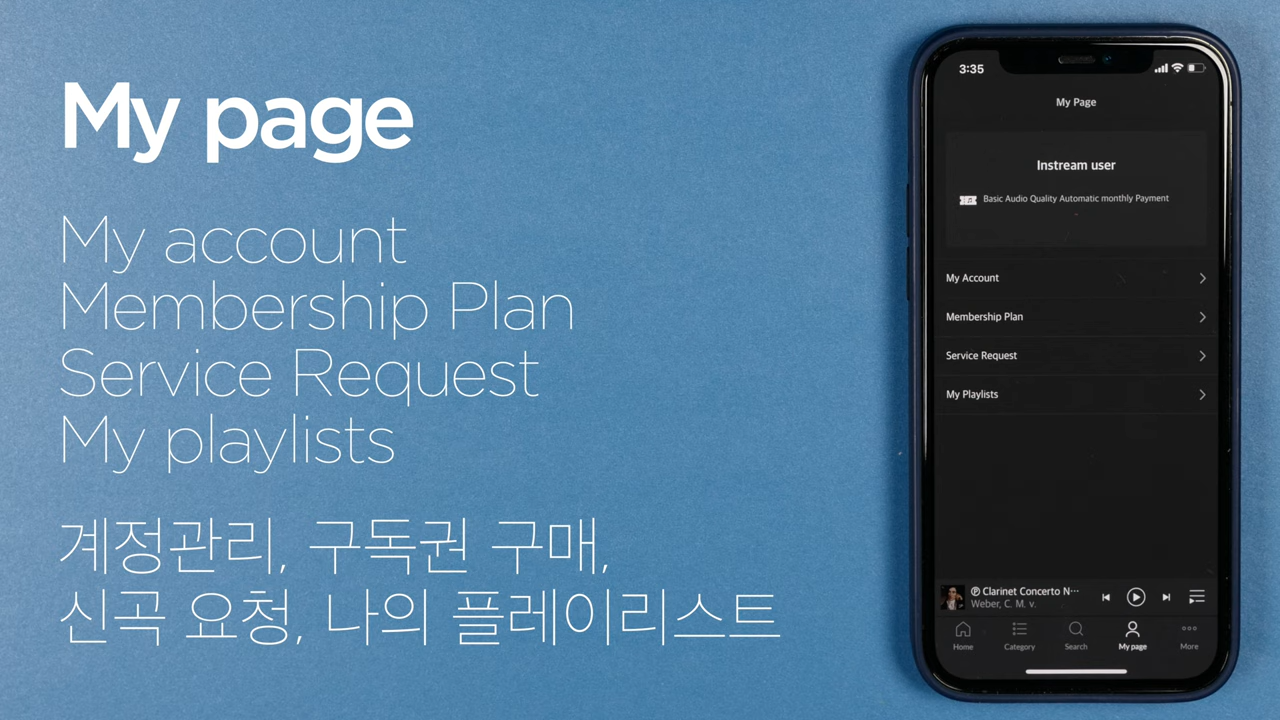 My page
My account
Membership Plan
Service Request
My playlists
계정관리, 구독권 구매,
신곡 요청, 나의 플레이리스트
3:35
My Page
Instream user
Basic Audio Quality Automatic monthly Payment
-
My Account
Membership Plan
Service Request
My Playlists
Ⓟ Clarinet Concerto N···
Weber, C. M. v.
Home
Category
Search
My page
More